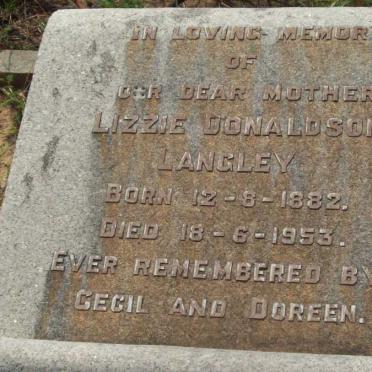 IN LOVING MEMOR
OF
OUR DEAR MOTHER
LIZZIE DONALDSON
LANGLEY
BORN 12-8-1882.
DIED 18-6-1953.
EVER REMEMBERED BY
CECIL AND DOREEN.